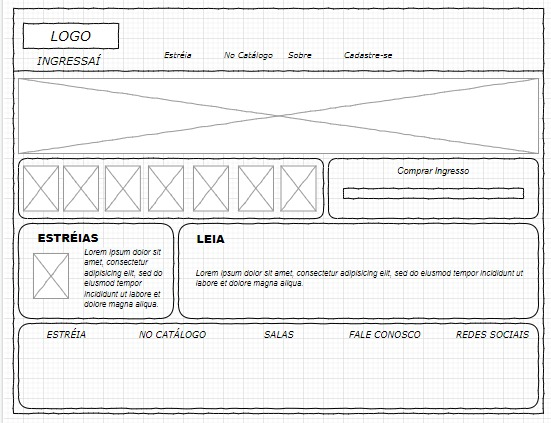 LOGO
INGRESSAÍ
Estréia No Catálogo Sobre Cadastre-se
Comprar Ingresso
ESTRÉIAS
Lorem ipsum dolor sit
amet, consectetur
adipisicing elit, sed do
eiusmod tempor
incididunt ut labore et
dolore magna aliqua.
LEIA
Lorem ipsum dolor sit amet, consectetur adipisicing elit, sed do eiusmod tempor incididunt ut
labore et dolore magna aliqua.
ESTRÉIA NO CATÁLOGO SALAS FALE CONOSCO REDES SOCIAIS